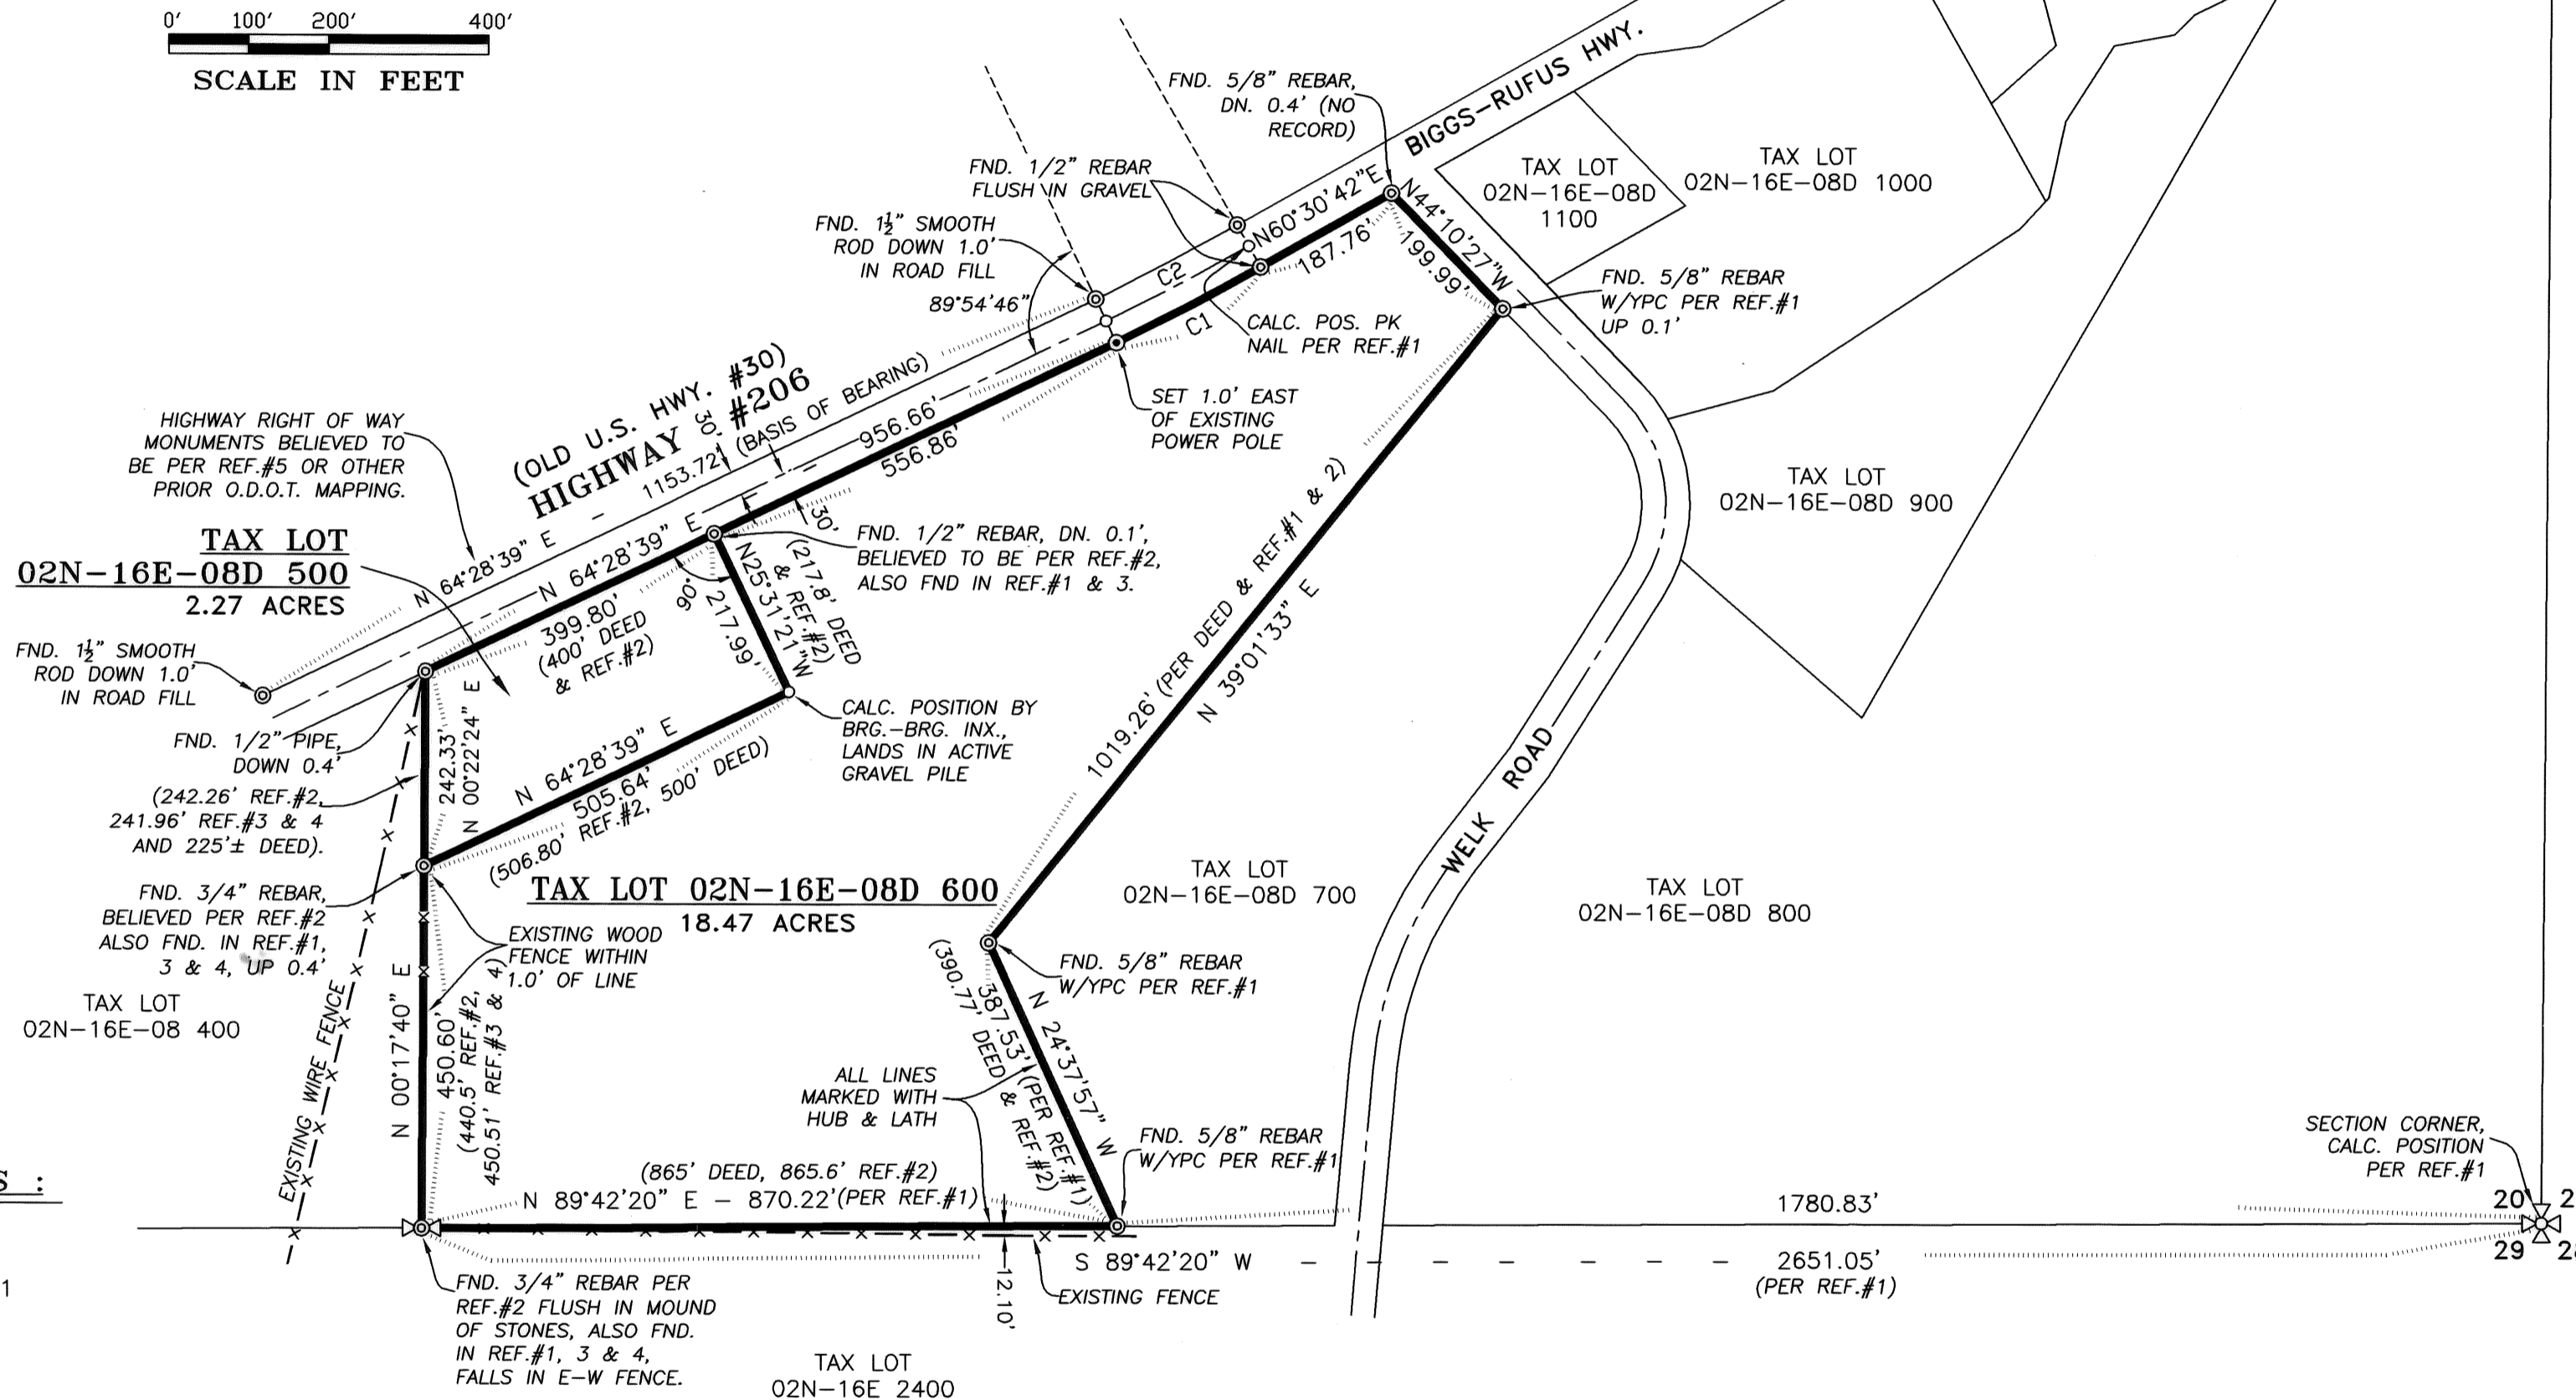 0' 100' 200' 400'
SCALE IN FEET
FND. 5/8" REBAR,
DN. 0.4' (NO
RECORD)
BIGGS-RUFUS HWY.
FND. 1/2" REBAR
FLUSH IN GRAVEL
N60°30'42"E
187.76'
N44°10'27"W
199.99'
TAX LOT
02N-16E-08D
1100
TAX LOT
02N-16E-08D 1000
FND. 1½" SMOOTH
ROD DOWN 1.0'
IN ROAD FILL
89°54'46"
C2
C1
CALC. POS. PK
NAIL PER REF.#1
FND. 5/8" REBAR
W/YPC PER REF.#1
UP 0.1'
SET 1.0' EAST
OF EXISTING
POWER POLE
(OLD U.S. HWY. #30)
HIGHWAY #206
30'
1153.72' (BASIS OF BEARING)
956.66'
556.86'
30'
HIGHWAY RIGHT OF WAY
MONUMENTS BELIEVED TO
BE PER REF.#5 OR OTHER
PRIOR O.D.O.T. MAPPING.
N 64°28'39" E –
N 64°28'39" E
TAX LOT
02N-16E-08D 500
2.27 ACRES
399.80'
(400' DEED
& REF.#2)
90°
N25°31'21"W
217.99'
(217.8' DEED
& REF.#2)
FND. 1/2" REBAR, DN. 0.1',
BELIEVED TO BE PER REF.#2,
ALSO FND IN REF.#1 & 3.
TAX LOT
02N-16E-08D 900
FND. 1½" SMOOTH
ROD DOWN 1.0'
IN ROAD FILL
FND. 1/2" PIPE,
DOWN 0.4'
242.33'
N 00°22'24" E
(242.26' REF.#2,
241.96' REF.#3 & 4
AND 225'± DEED).
N 64°28'39" E
505.64'
(506.80' REF.#2, 500' DEED)
CALC. POSITION BY
BRG.-BRG. INX.,
LANDS IN ACTIVE
GRAVEL PILE
1019.26' (PER DEED & REF.#1 & 2)
N 39°01'33" E
WELK ROAD
FND. 3/4" REBAR,
BELIEVED PER REF.#2
ALSO FND. IN REF.#1,
3 & 4, UP 0.4'
TAX LOT 02N-16E-08D 600
18.47 ACRES
EXISTING WOOD
FENCE WITHIN
1.0' OF LINE
TAX LOT
02N-16E-08D 700
TAX LOT
02N-16E-08D 800
TAX LOT
02N-16E-08 400
EXISTING WIRE FENCE
N 00°17'40" E
450.60'
(440.5' REF.#2,
450.51' REF.#3 & 4)
FND. 5/8" REBAR
W/YPC PER REF.#1
N 24°37'57" W
387.53' (PER REF.#1)
(390.77' DEED & REF.#2)
ALL LINES
MARKED WITH
HUB & LATH
FND. 5/8" REBAR
W/YPC PER REF.#1
(865' DEED, 865.6' REF.#2)
N 89°42'20" E – 870.22'(PER REF.#1)
SECTION CORNER,
CALC. POSITION
PER REF.#1
1780.83'
20
29
S 89°42'20" W
2651.05'
(PER REF.#1)
12.10'
EXISTING FENCE
S :
1
FND. 3/4" REBAR PER
REF.#2 FLUSH IN MOUND
OF STONES, ALSO FND.
IN REF.#1, 3 & 4,
FALLS IN E-W FENCE.
TAX LOT
02N-16E 2400